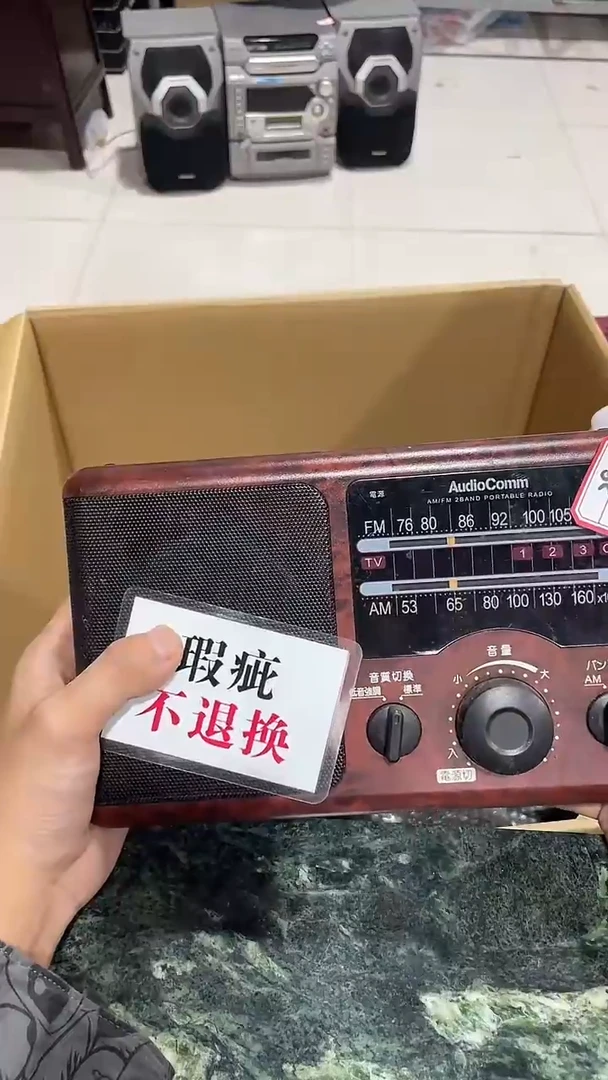 電源
AudioComm
AM/FM 2BAND PORTABLE RADIO
FM 76 80 86 92 100 105
TV 1 2 3
AM 53 65 80 100 130 160
音量
小 大
音質切換
低音強調 標準
入
電源切
バン
AM
瑕疵
不退换